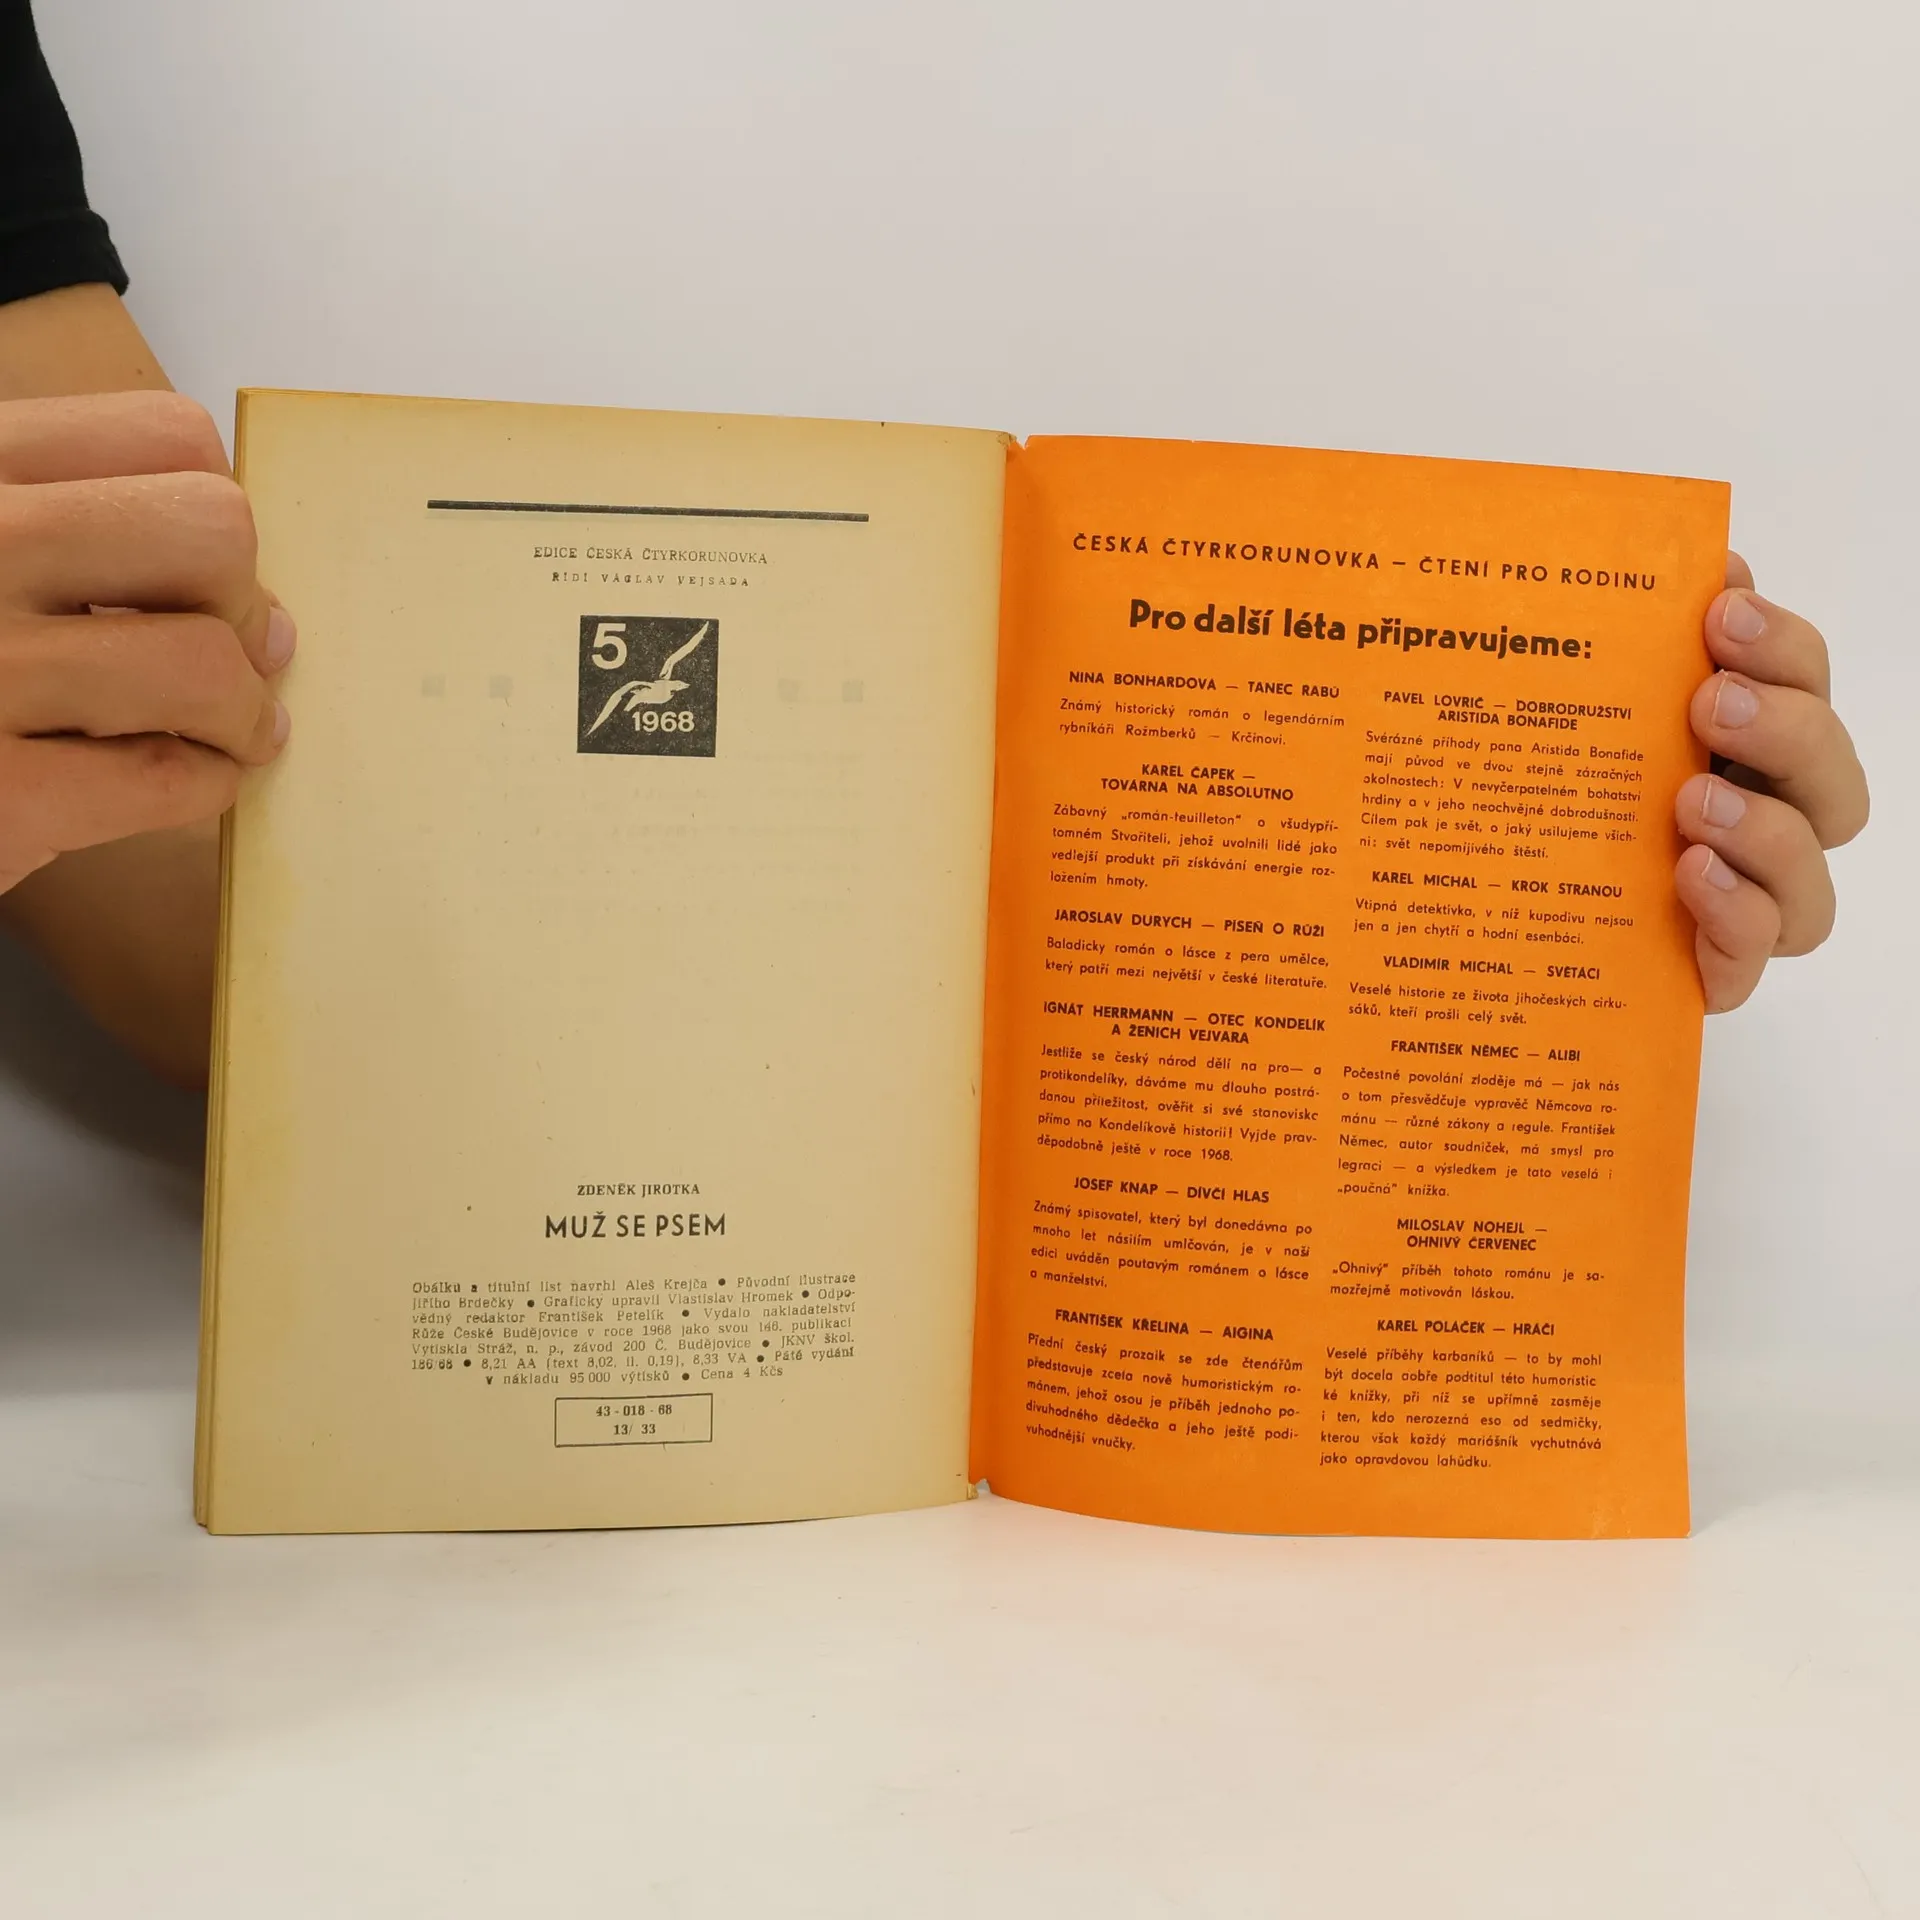 EDICE ČESKÁ ČTYRKORUNOVKA
ŘÍDÍ VÁCLAV VEJSADA
5
1968
ZDENĚK JIROTKA
MUŽ SE PSEM
Obálku a titulní list navrhl Aleš Krejča ● Původní ilustrace
Jiřího Brdečky ● Graficky upravil Vlastislav Hromek ● Odpo-
vědný redaktor František Petelík ● Vydalo nakladatelství
Růže České Budějovice v roce 1968 jako svou 146. publikaci
Vytiskla Stráž, n. p., závod 200 Č. Budějovice ● JKNV škol.
186/68 ● 8,21 AA (text 8,02, il. 0,19), 8,33 VA ● Páté vydání
v nákladu 95 000 výtisků ● Cena 4 Kčs
43 - 018 - 68
13/ 33
ČESKÁ ČTYRKORUNOVKA — ČTENÍ PRO RODINU
Pro další léta připravujeme:
NINA BONHARDOVÁ — TANEC RABŮ
Známý historický román o legendárním
rybníkáři Rožmberků — Krčínovi.
KAREL ČAPEK —
TOVÁRNA NA ABSOLUTNO
Zábavný „román-feuilleton" o všudypří-
tomném Stvořiteli, jehož uvolnili lidé jako
vedlejší produkt při získávání energie roz-
ložením hmoty.
JAROSLAV DURYCH — PÍSEŇ O RŮŽI
Baladicky román o lásce z pera umělce,
který patří mezi největší v české literatuře.
IGNÁT HERRMANN — OTEC KONDELÍK
A ŽENICH VEJVARA
Jestliže se český národ dělí na pro— a
protikondelíky, dáváme mu dlouho postrá-
danou příležitost, ověřit si své stanovisko
přímo na Kondelíkově historii! Vyjde prav-
děpodobně ještě v roce 1968.
JOSEF KNAP — DÍVČÍ HLAS
Známý spisovatel, který byl donedávna po
mnoho let násilím umlčován, je v naší
edici uváděn poutavým románem o lásce
a manželství.
FRANTIŠEK KŘELINA — AIGINA
Přední český prozaik se zde čtenářům
představuje zcela nově humoristickým ro-
mánem, jehož osou je příběh jednoho po-
divuhodného dědečka a jeho ještě podi-
vuhodnější vnučky.
PAVEL LOVRIČ — DOBRODRUŽSTVÍ
ARISTIDA BONAFIDE
Svérázné příhody pana Aristida Bonafide
mají původ ve dvou stejně zázračných
okolnostech: V nevyčerpatelném bohatství
hrdiny a v jeho neochvějné dobrodušnosti.
Cílem pak je svět, o jaký usilujeme všich-
ni: svět nepomíjivého štěstí.
KAREL MICHAL — KROK STRANOU
Vtipná detektívka, v níž kupodivu nejsou
jen a jen chytří a hodní esenbáci.
VLADIMÍR MICHAL — SVĚTÁCI
Veselé historie ze života jihočeských cirku-
sáků, kteří prošli celý svět.
FRANTIŠEK NĚMEC — ALIBI
Počestné povolání zloděje má — jak nás
o tom přesvědčuje vypravěč Němcova ro-
mánu — různé zákony a regule. František
Němec, autor soudniček, má smysl pro
legraci — a výsledkem je tato veselá i
„poučná" knížka.
MILOSLAV NOHEJL —
OHNIVÝ ČERVENEC
„Ohnivý" příběh tohoto románu je sa-
mozřejmě motivován láskou.
KAREL POLÁČEK — HRÁČI
Veselé příběhy karbaníků — to by mohl
být docela dobře podtitul této humoristic
ké knížky, při níž se upřímně zasměje
i ten, kdo nerozezná eso od sedmičky,
kterou však každý mariášník vychutnává
jako opravdovou lahůdku.